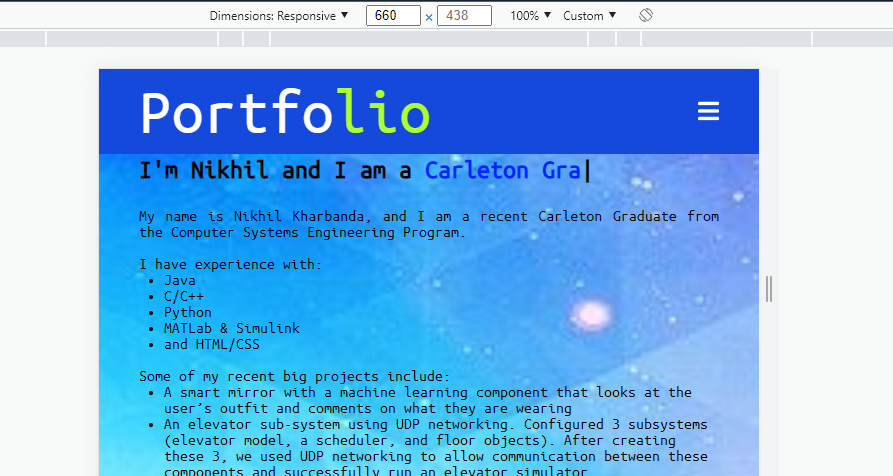 Dimensions: Responsive ▼ 660 × 438 100% ▼ Custom ▼
Portfolio
I'm Nikhil and I am a Carleton Gra|
My name is Nikhil Kharbanda, and I am a recent Carleton Graduate from
the Computer Systems Engineering Program.
I have experience with:
• Java
• C/C++
• Python
• MATLab & Simulink
• and HTML/CSS
Some of my recent big projects include:
• A smart mirror with a machine learning component that looks at the
user’s outfit and comments on what they are wearing
• An elevator sub-system using UDP networking. Configured 3 subsystems
(elevator model, a scheduler, and floor objects). After creating
these 3, we used UDP networking to allow communication between these
components and successfully run an elevator simulator